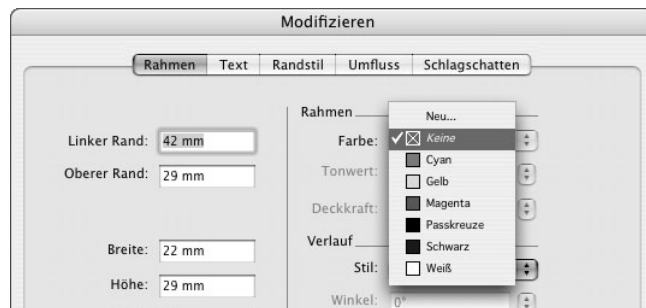 Modifizieren
Rahmen Text Randstil Umfluss Schlagschatten
Linker Rand: 42 mm
Oberer Rand: 29 mm
Breite: 22 mm
Höhe: 29 mm
Rahmen
Farbe:
Tonwert:
Deckkraft:
Verlauf
Stil:
Winkel: 0°
Neu...
Keine
Cyan
Gelb
Magenta
Passkreuze
Schwarz
Weiß